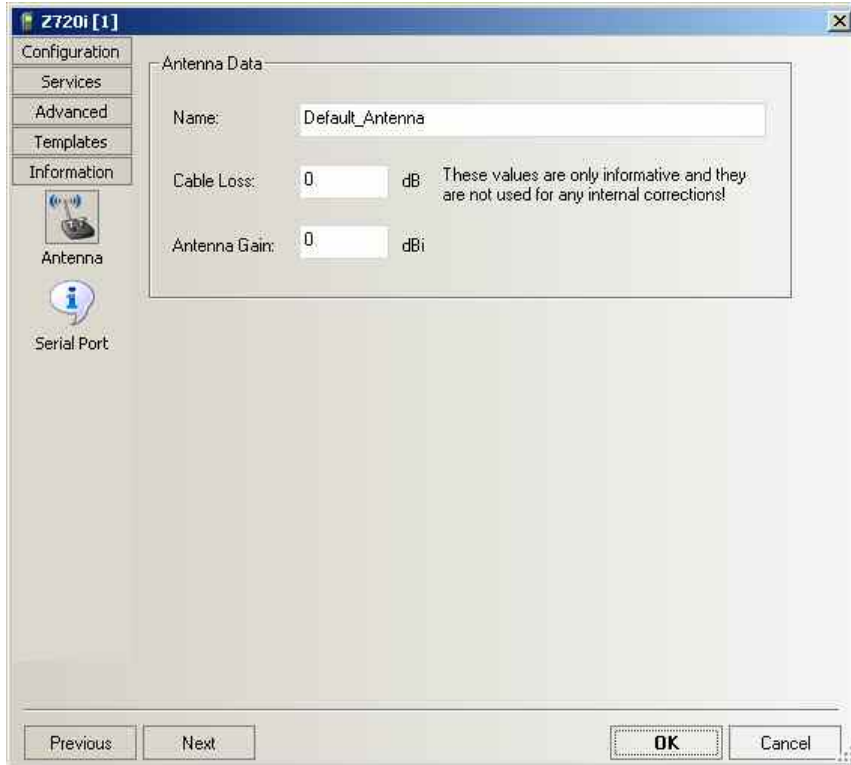 Z720i [1]
Configuration
Services
Advanced
Templates
Information
Antenna
Serial Port
Antenna Data
Name:
Default_Antenna
Cable Loss:
0
dB
These values are only informative and they
are not used for any internal corrections!
Antenna Gain:
0
dBi
Previous
Next
OK
Cancel